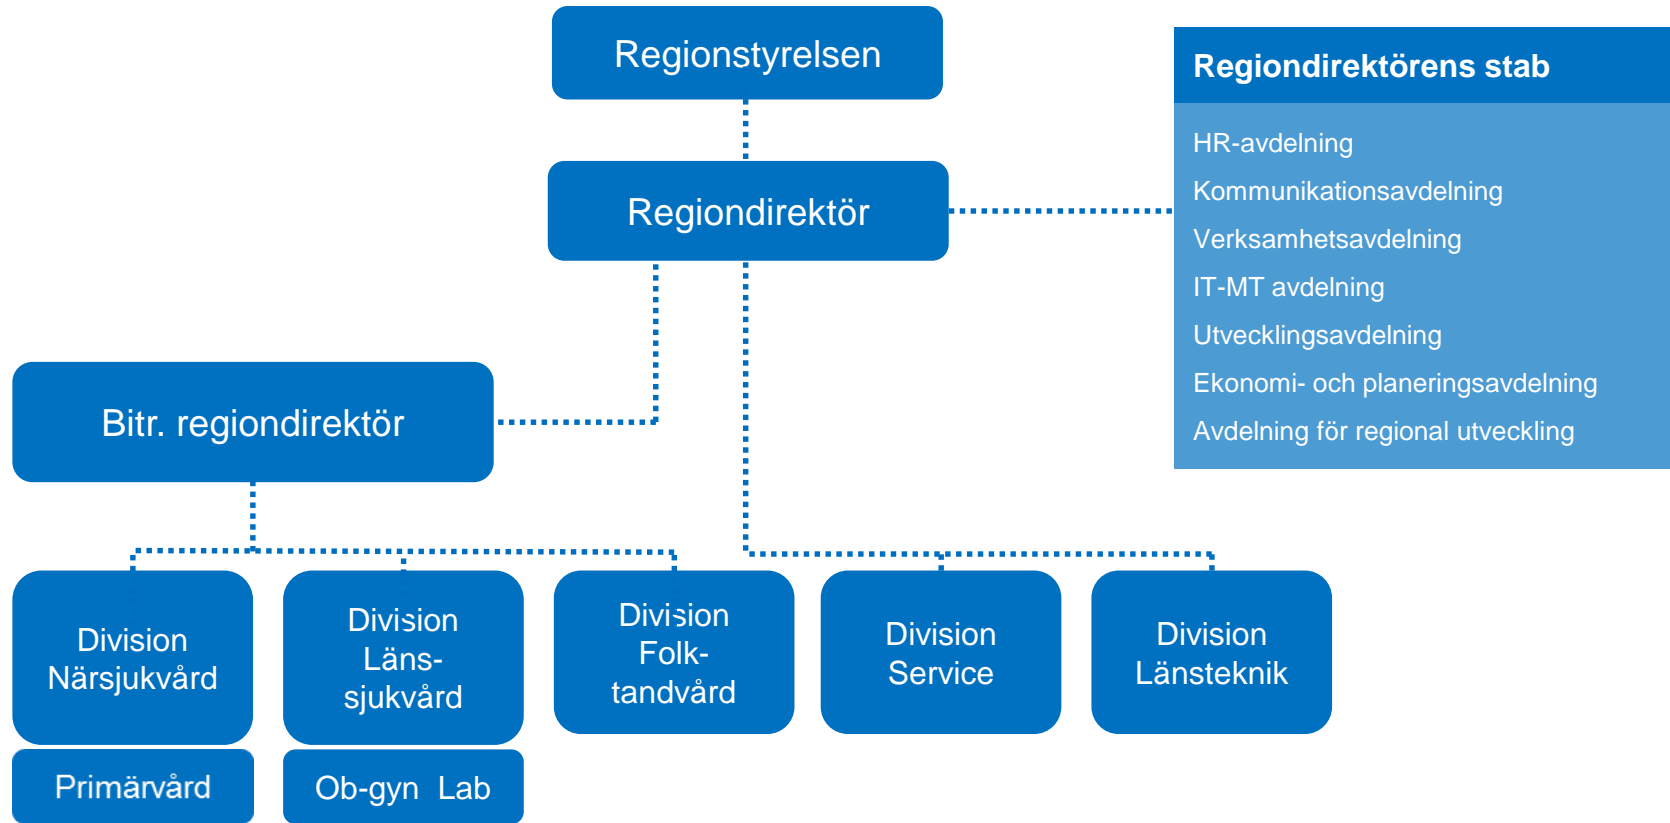 Regionstyrelsen
Regiondirektör
Regiondirektörens stab
HR-avdelning
Kommunikationsavdelning
Verksamhetsavdelning
IT-MT avdelning
Utvecklingsavdelning
Ekonomi- och planeringsavdelning
Avdelning för regional utveckling
Bitr. regiondirektör
Division
Närsjukvård
Division
Läns-
sjukvård
Division
Folk-
tandvård
Division
Service
Division
Länsteknik
Primärvård
Ob-gyn Lab